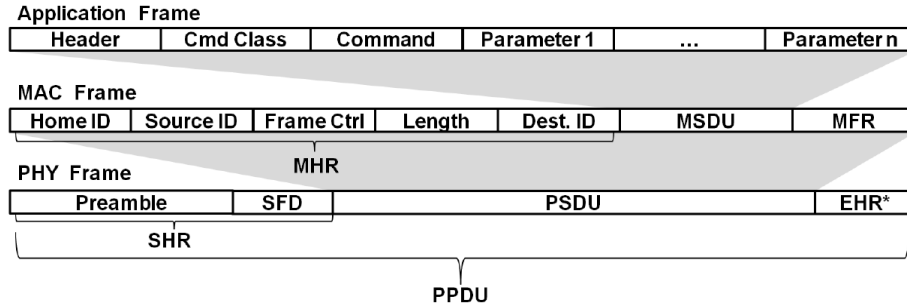 Application Frame
Header Cmd Class Command Parameter 1 ... Parameter n
MAC Frame
Home ID Source ID Frame Ctrl Length Dest. ID MSDU MFR
MHR
PHY Frame
Preamble SFD PSDU EHR*
SHR
PPDU